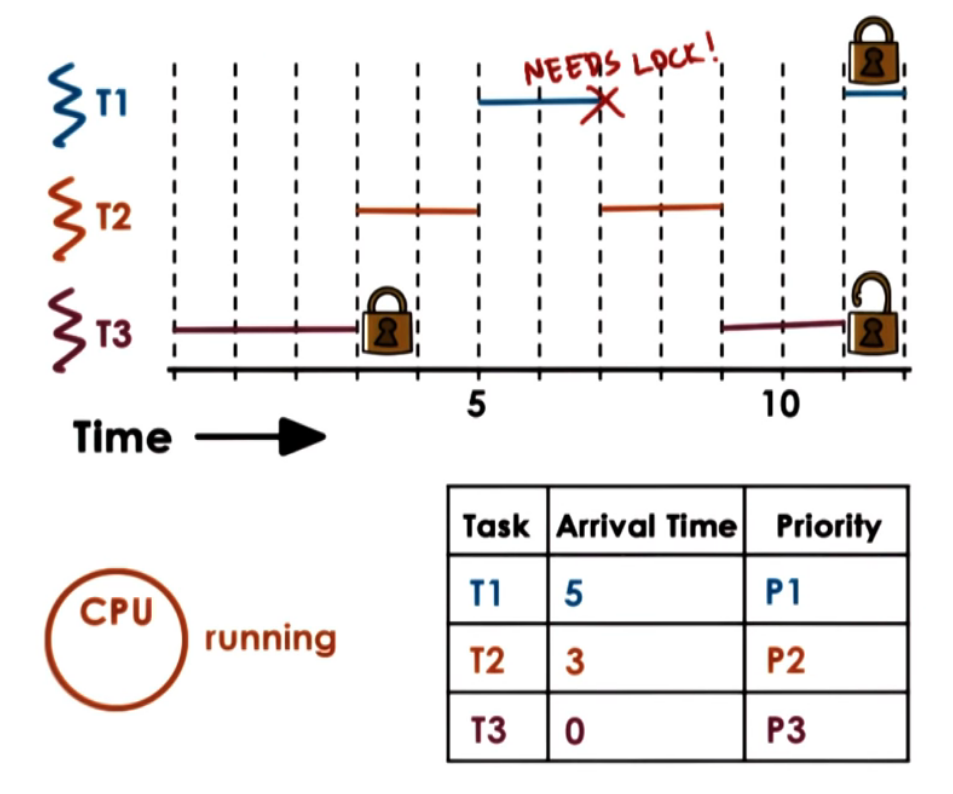 NEEDS LOCK!
T1
T2
T3
5 10
Time
Task Arrival Time Priority
T1 5 P1
T2 3 P2
T3 0 P3
CPU
running